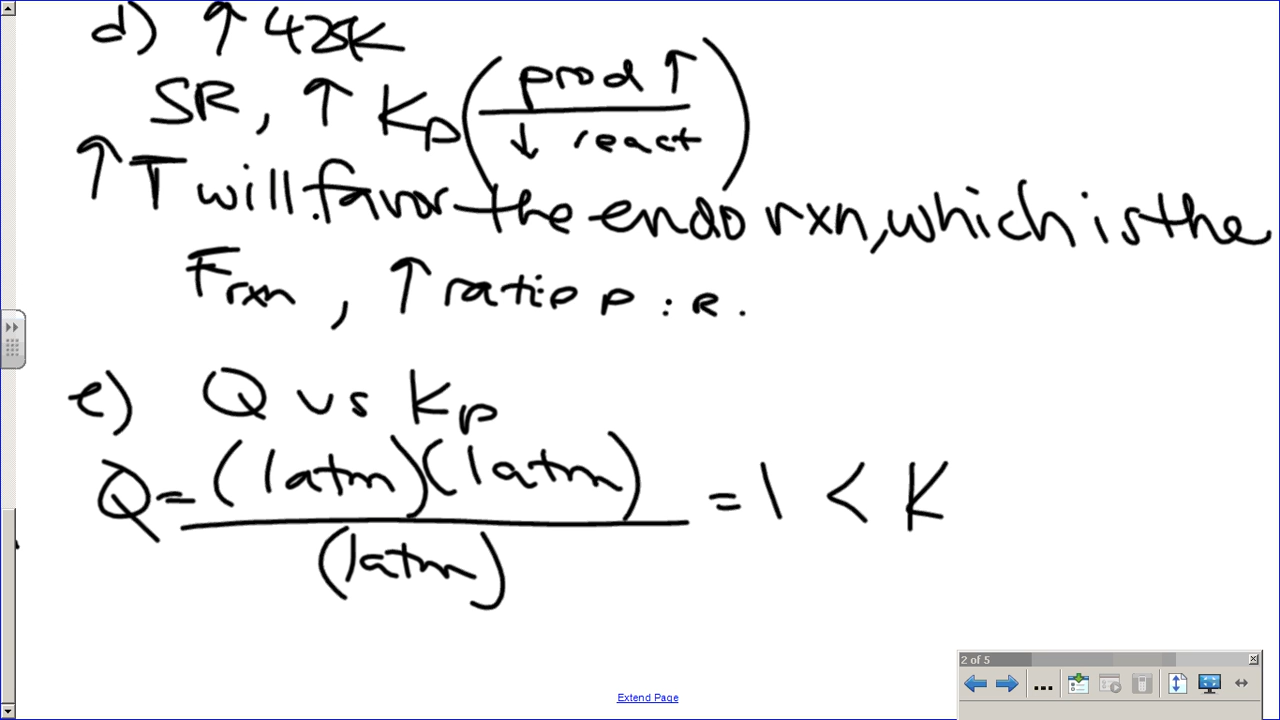 d) ↑ 425K
SR, ↑ Kp (prod ↑ / ↓ react)
↑ T will favor the endo rxn, which is the
Frxn, ↑ ratio P : R.
e) Q vs Kp
Q = (1atm)(1atm) / (1atm) = 1 < K
2 of 5
...
Extend Page